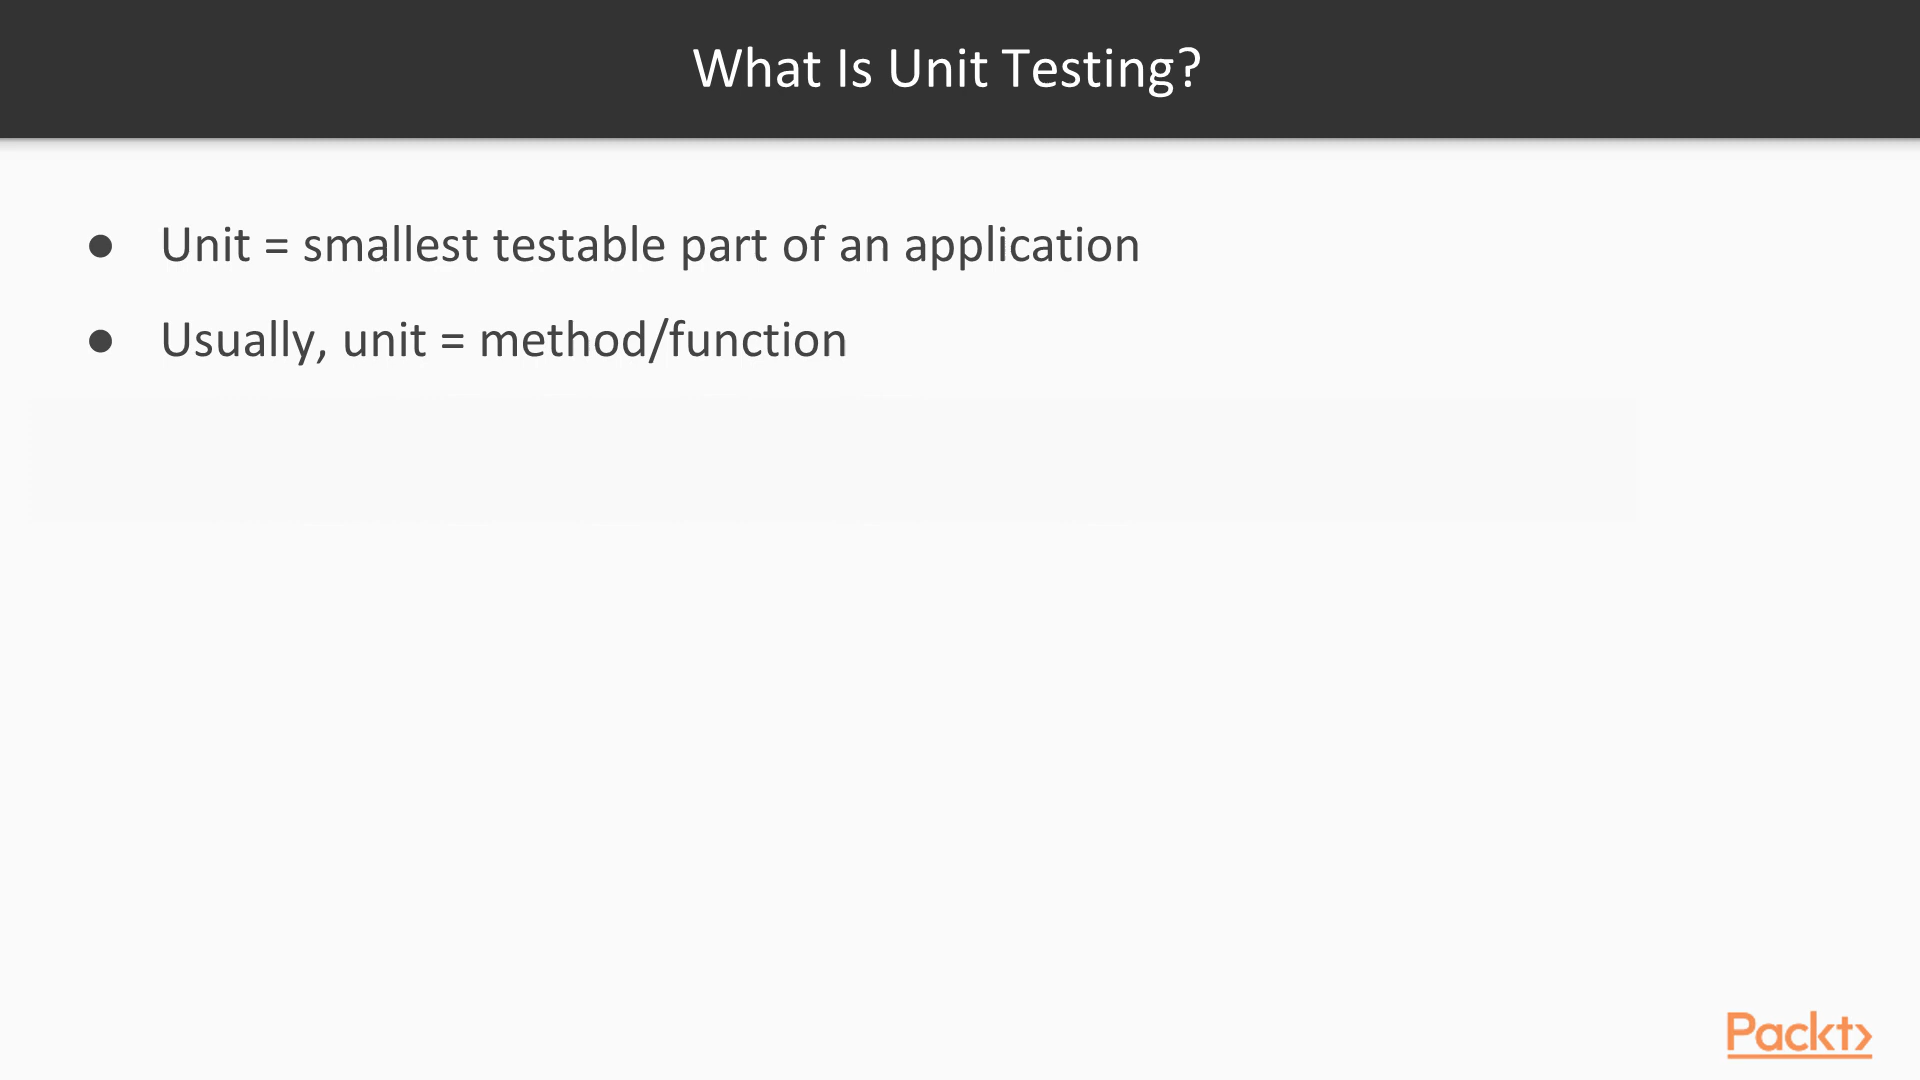 What Is Unit Testing?
● Unit = smallest testable part of an application
● Usually, unit = method/function
Packt>